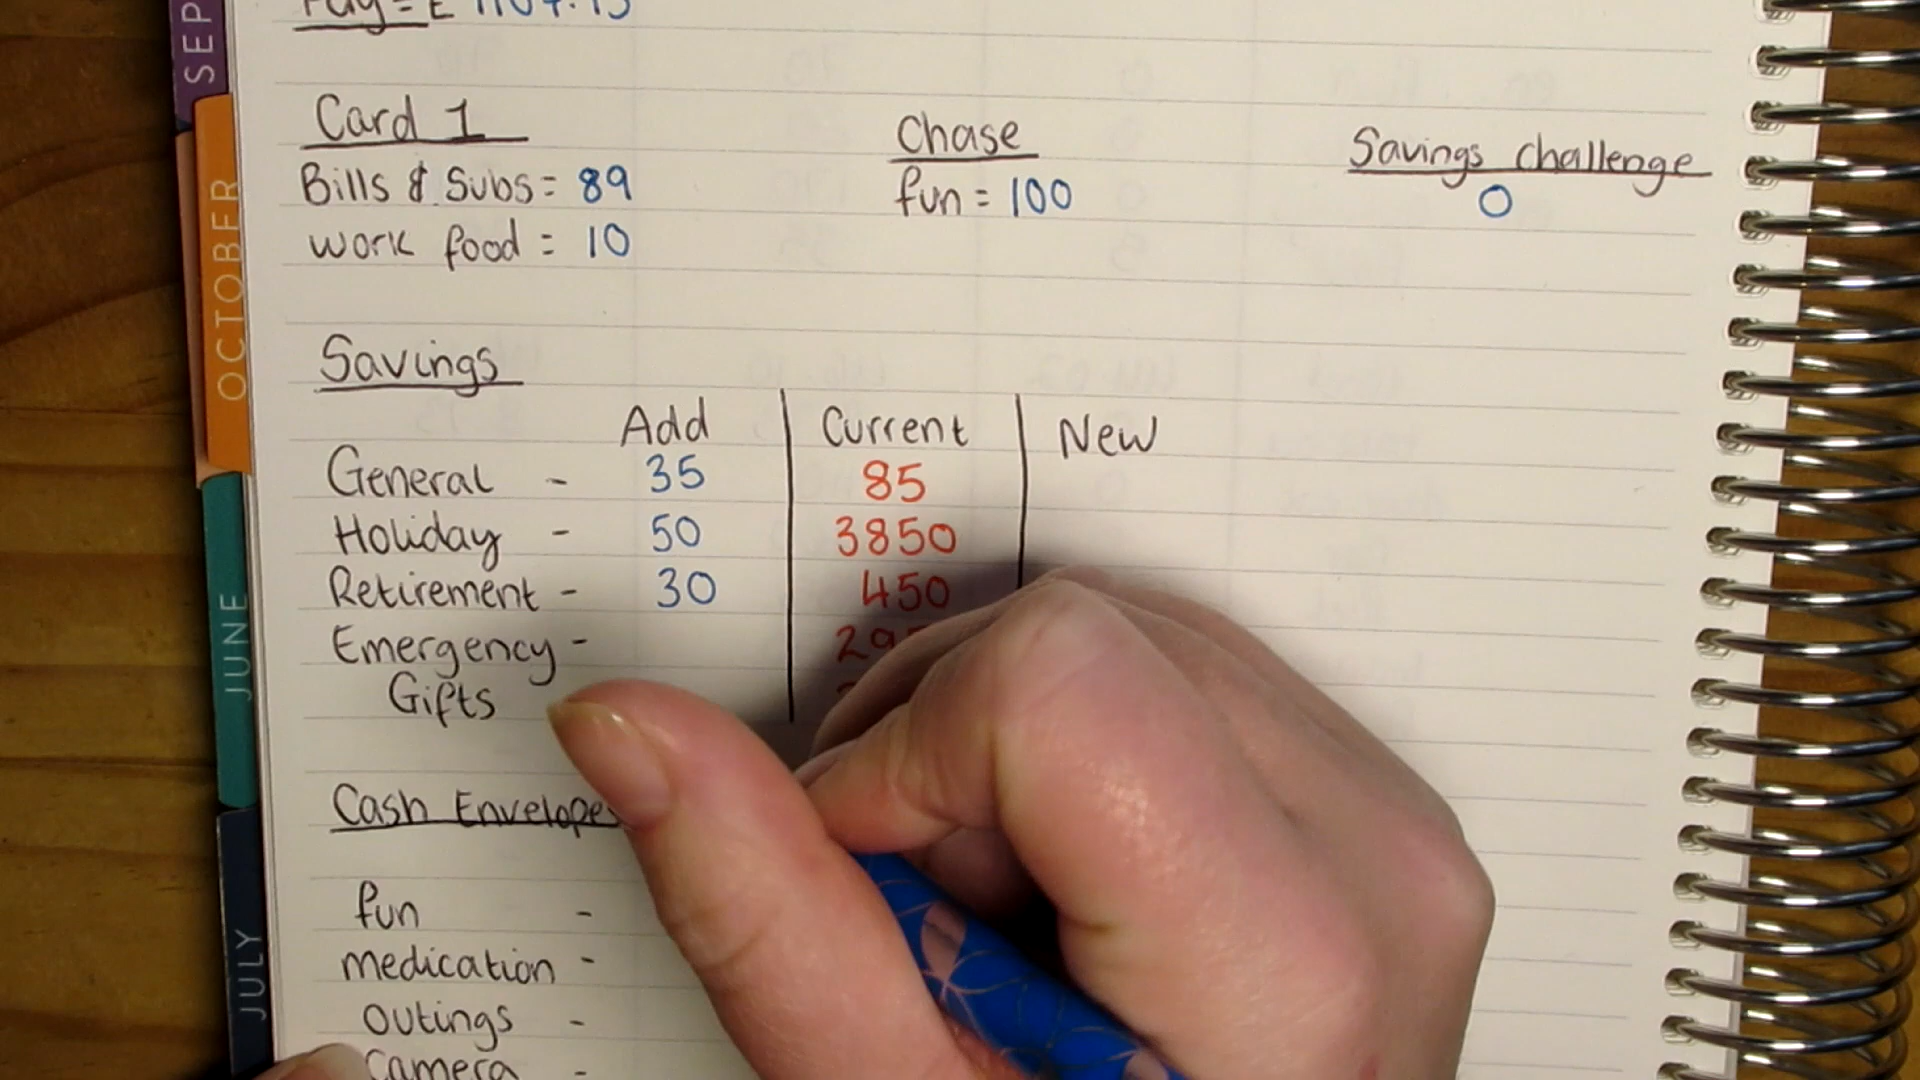 Pay = £
Card 1
Bills & Subs = 89
work food = 10
Chase
fun = 100
Savings challenge
0
Savings
Add Current New
General - 35 85
Holiday - 50 3850
Retirement - 30 450
Emergency -
Gifts
Cash Envelopes
fun -
medication -
outings -
camera -
SEP
OCTOBER
JUNE
JULY